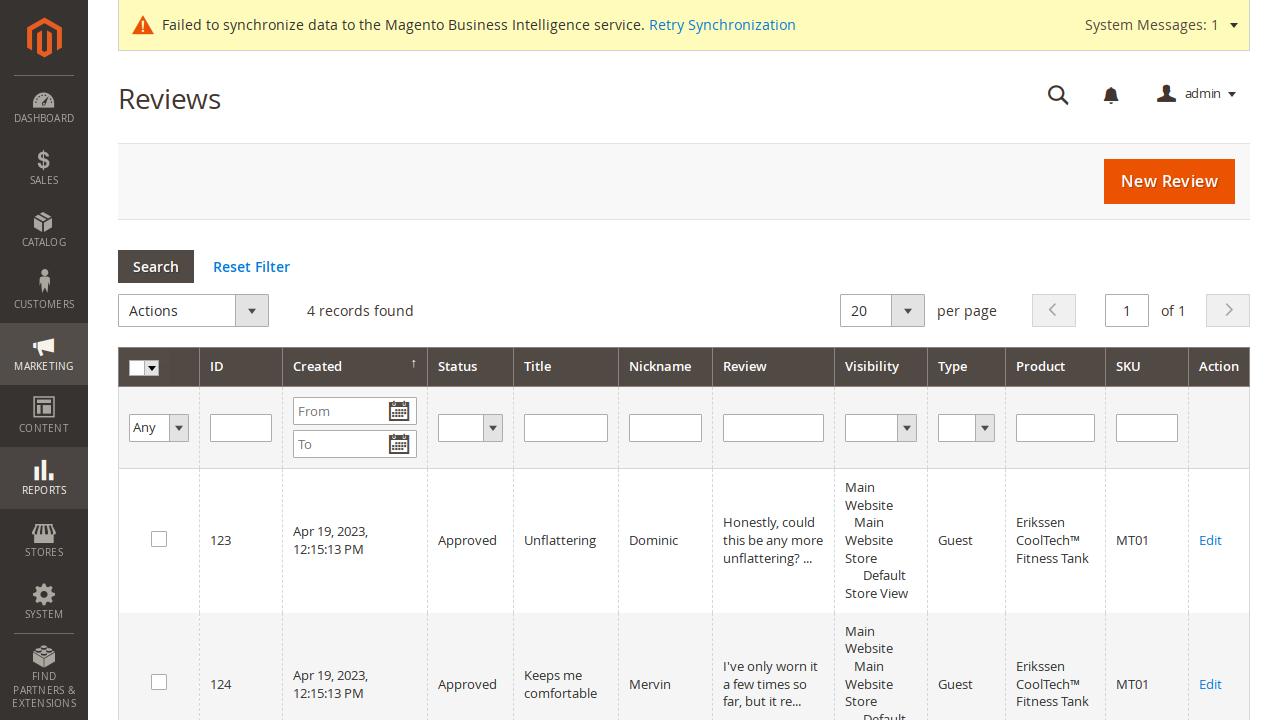 Failed to synchronize data to the Magento Business Intelligence service. Retry Synchronization
System Messages: 1
Reviews
admin
DASHBOARD
SALES
CATALOG
CUSTOMERS
MARKETING
CONTENT
REPORTS
STORES
SYSTEM
FIND
PARTNERS &
EXTENSIONS
New Review
Search
Reset Filter
Actions
4 records found
20
per page
1
of 1
ID
Created ↑
Status
Title
Nickname
Review
Visibility
Type
Product
SKU
Action
Any
From
To
123
Apr 19, 2023,
12:15:13 PM
Approved
Unflattering
Dominic
Honestly, could
this be any more
unflattering? ...
Main
Website
Main
Website
Store
Default
Store View
Guest
Erikssen
CoolTech™
Fitness Tank
MT01
Edit
124
Apr 19, 2023,
12:15:13 PM
Approved
Keeps me
comfortable
Mervin
I've only worn it
a few times so
far, but it re...
Main
Website
Main
Website
Store
Default
Guest
Erikssen
CoolTech™
Fitness Tank
MT01
Edit